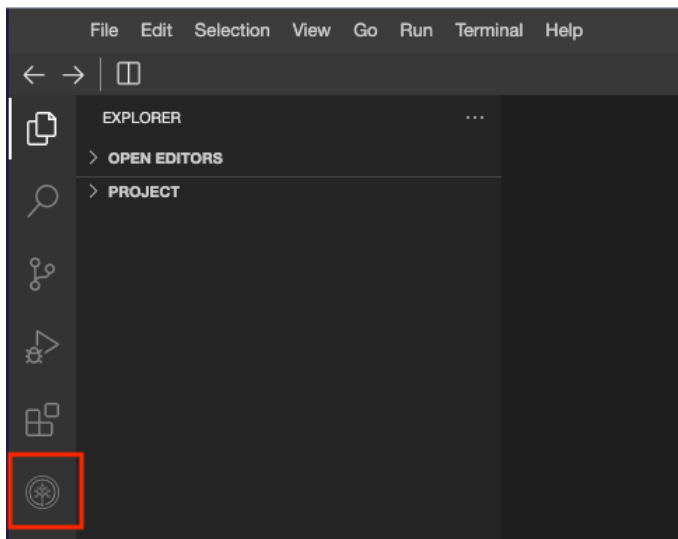 File Edit Selection View Go Run Terminal Help
EXPLORER
OPEN EDITORS
PROJECT